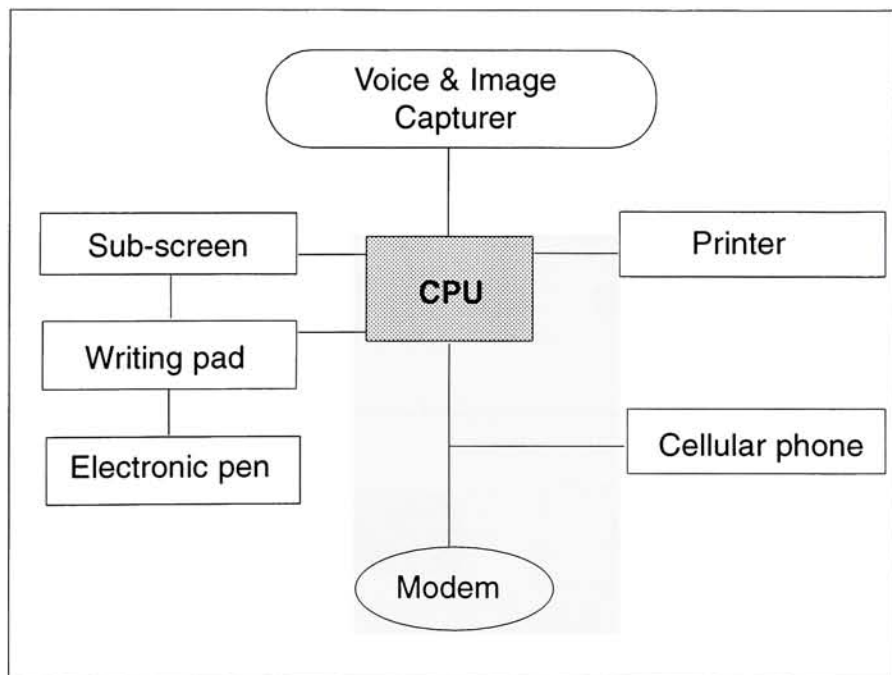 Voice & Image
Capturer
Sub-screen
Printer
CPU
Writing pad
Cellular phone
Electronic pen
Modem